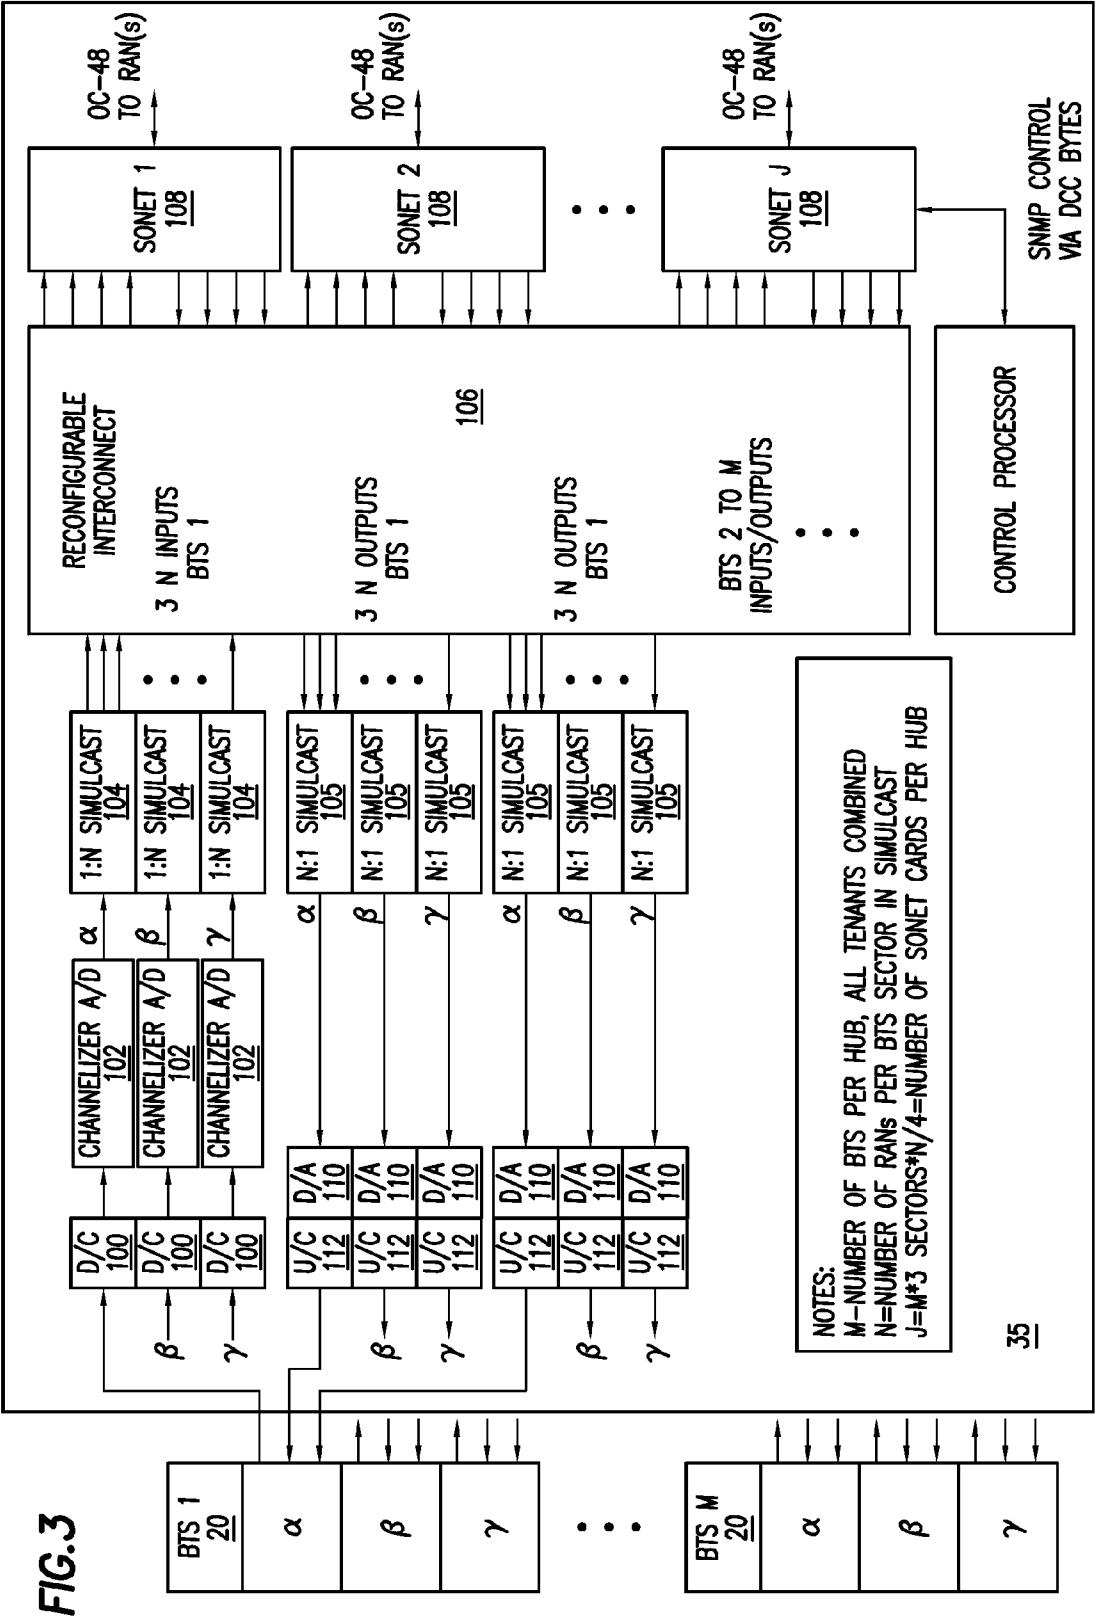 FIG.3
BTS 1
20
α
β
γ
BTS M
20
α
β
γ
D/C
100
D/C
100
D/C
100
β
γ
CHANNELIZER A/D
102
CHANNELIZER A/D
102
CHANNELIZER A/D
102
α
β
γ
1:N SIMULCAST
104
1:N SIMULCAST
104
1:N SIMULCAST
104
U/C
112
D/A
110
U/C
112
D/A
110
U/C
112
D/A
110
β
γ
α
β
γ
N:1 SIMULCAST
105
N:1 SIMULCAST
105
N:1 SIMULCAST
105
U/C
112
D/A
110
U/C
112
D/A
110
U/C
112
D/A
110
β
γ
α
β
γ
N:1 SIMULCAST
105
N:1 SIMULCAST
105
N:1 SIMULCAST
105
RECONFIGURABLE
INTERCONNECT
3 N INPUTS
BTS 1
3 N OUTPUTS
BTS 1
106
3 N OUTPUTS
BTS 1
BTS 2 TO M
INPUTS/OUTPUTS
SONET 1
108
OC-48
TO RAN(s)
SONET 2
108
OC-48
TO RAN(s)
SONET J
108
OC-48
TO RAN(s)
CONTROL PROCESSOR
SNMP CONTROL
VIA DCC BYTES
NOTES:
M-NUMBER OF BTS PER HUB, ALL TENANTS COMBINED
N=NUMBER OF RANs PER BTS SECTOR IN SIMULCAST
J=M*3 SECTORS*N/4=NUMBER OF SONET CARDS PER HUB
35